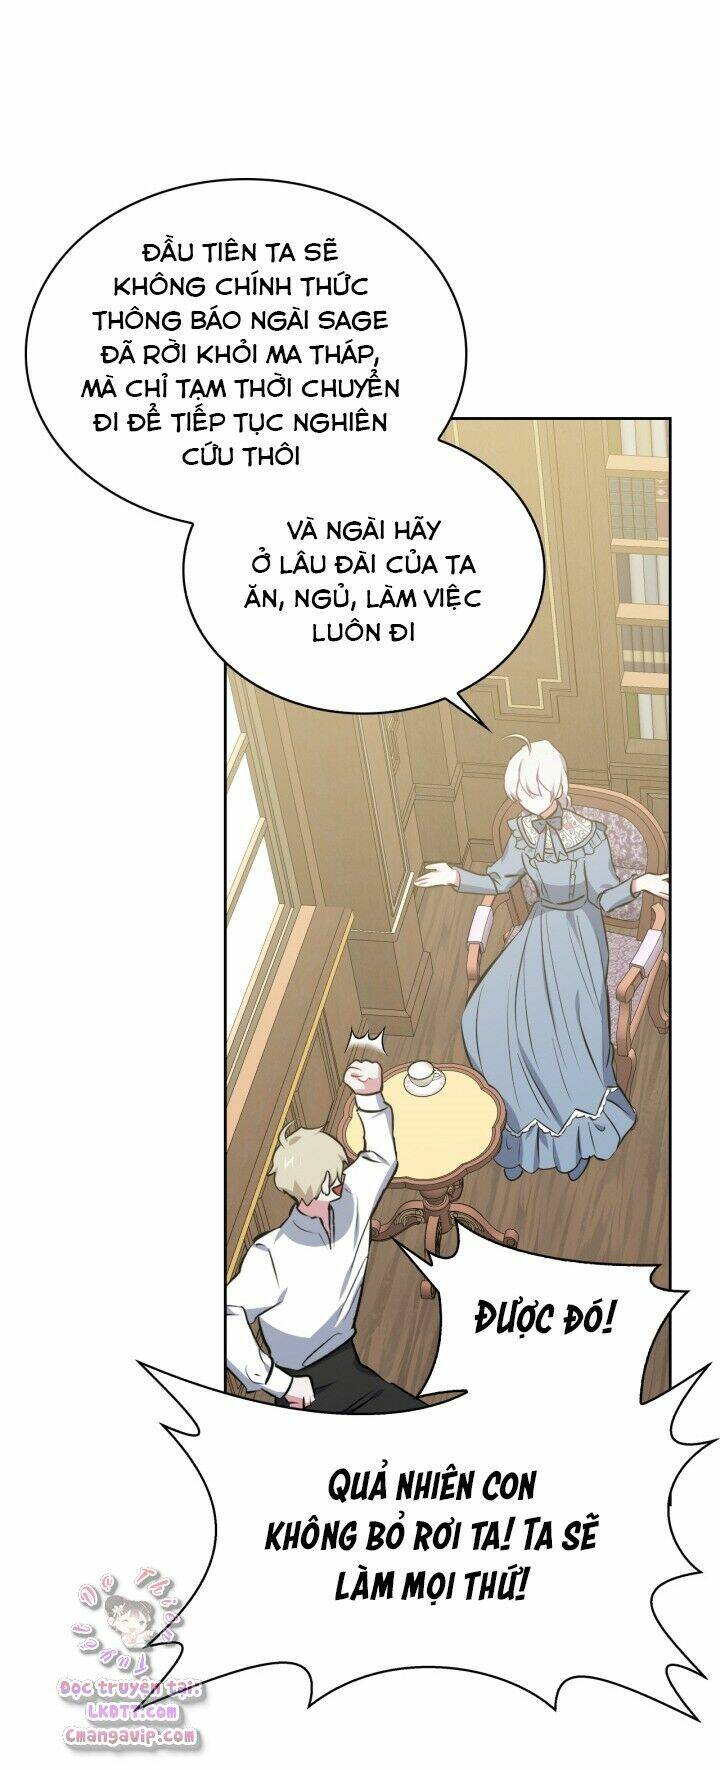 ĐẦU TIÊN TA SẼ
KHÔNG CHÍNH THỨC
THÔNG BÁO NGÀI SAGE
ĐÃ RỜI KHỎI MA THÁP,
MÀ CHỈ TẠM THỜI CHUYỂN
ĐI ĐỂ TIẾP TỤC NGHIÊN
CỨU THÔI
VÀ NGÀI HÃY
Ở LÂU ĐÀI CỦA TA
ĂN, NGỦ, LÀM VIỆC
LUÔN ĐI
ĐƯỢC ĐÓ!
QUẢ NHIÊN CON
KHÔNG BỎ RƠI TA! TA SẼ
LÀM MỌI THỨ!
Nguyệt Dạ Thiên
Đọc truyện tại:
LKDTT.com
Cmangavip.com